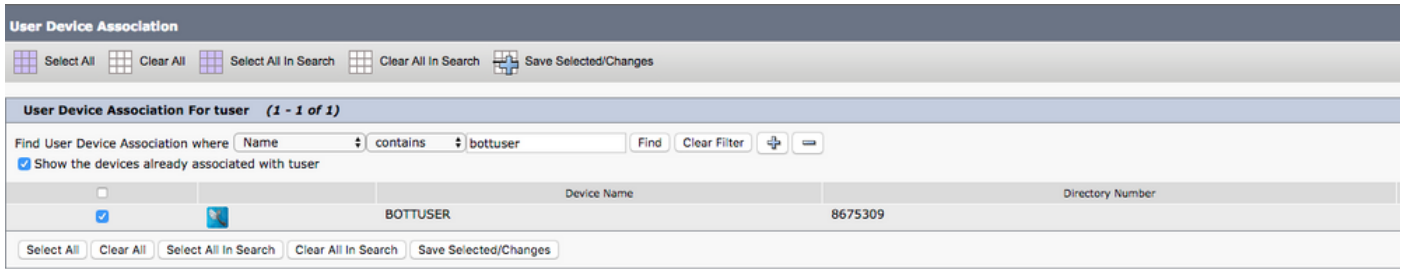 User Device Association
Select All Clear All Select All In Search Clear All In Search Save Selected/Changes
User Device Association For tuser (1 - 1 of 1)
Find User Device Association where Name contains bottuser Find Clear Filter
Show the devices already associated with tuser
Device Name Directory Number
BOTTUSER 8675309
Select All Clear All Select All In Search Clear All In Search Save Selected/Changes